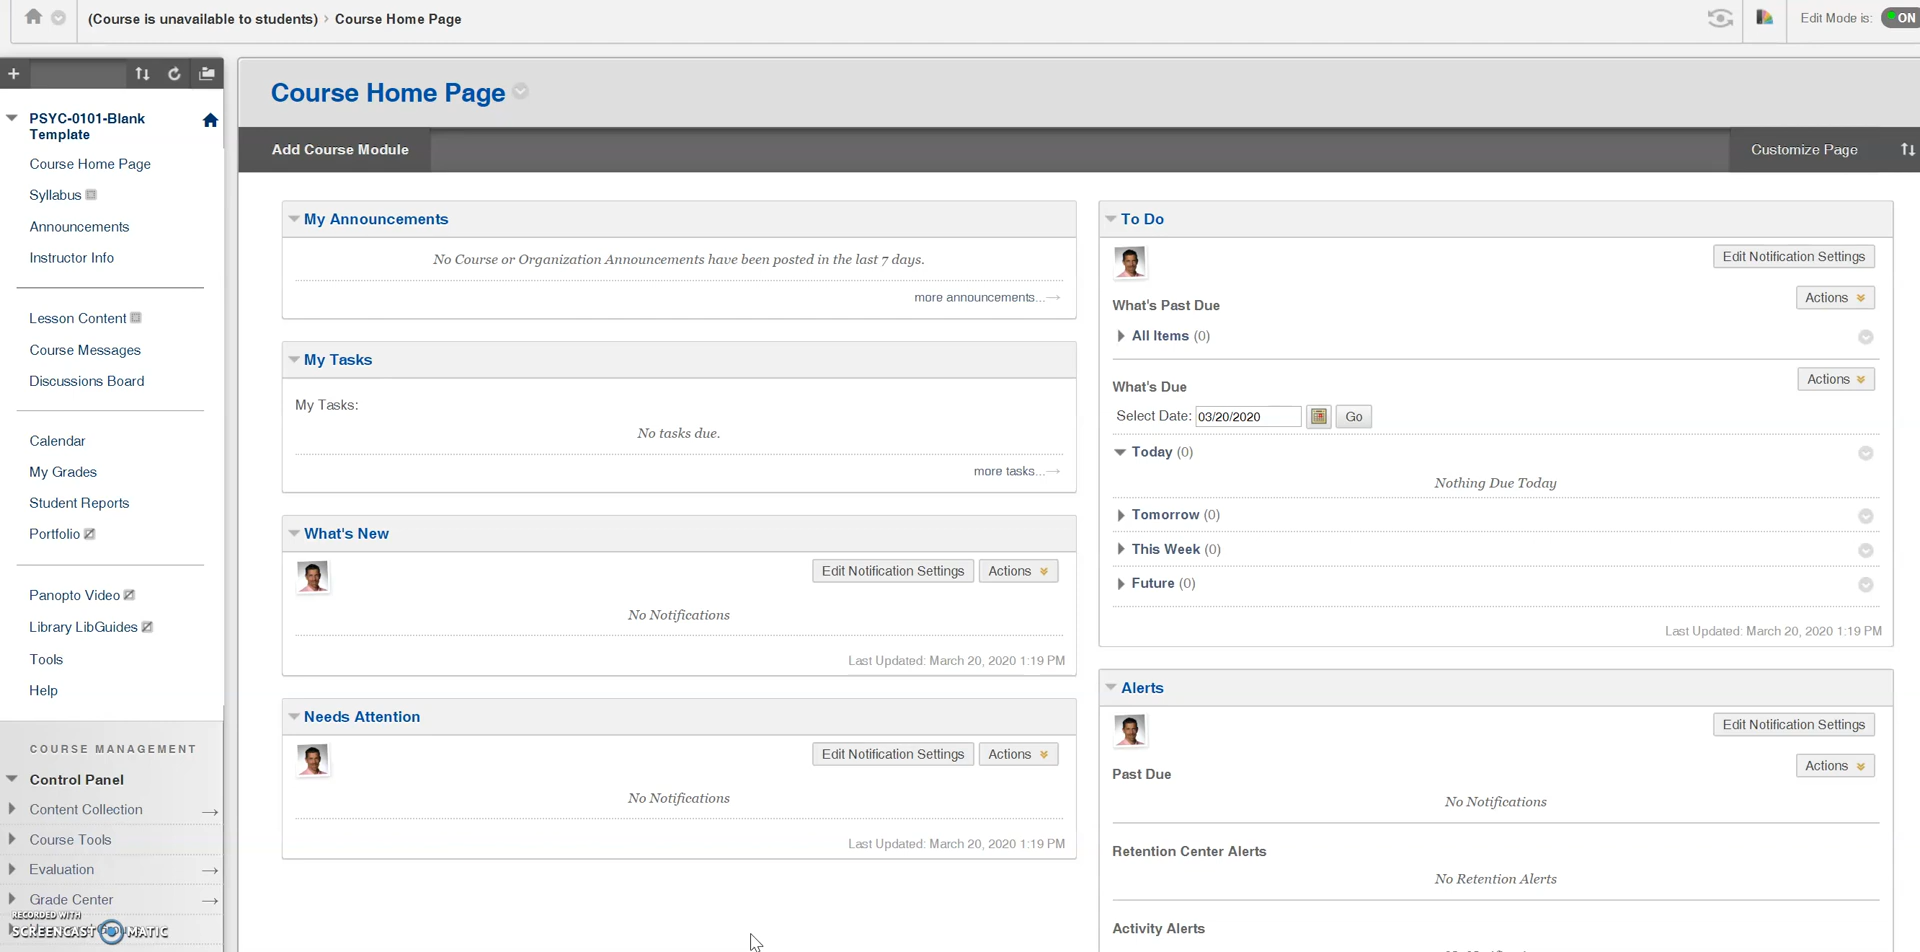 (Course is unavailable to students) › Course Home Page
Edit Mode is: ON
PSYC-0101-Blank
Template
Course Home Page
Syllabus
Announcements
Instructor Info
Lesson Content
Course Messages
Discussions Board
Calendar
My Grades
Student Reports
Portfolio
Panopto Video
Library LibGuides
Tools
Help
COURSE MANAGEMENT
Control Panel
Content Collection
Course Tools
Evaluation
Grade Center
RECORDED WITH
SCREENCAST MATIC
Course Home Page
Add Course Module
Customize Page
My Announcements
No Course or Organization Announcements have been posted in the last 7 days.
more announcements...→
My Tasks
My Tasks:
No tasks due.
more tasks...→
What's New
Edit Notification Settings Actions
No Notifications
Last Updated: March 20, 2020 1:19 PM
Needs Attention
Edit Notification Settings Actions
No Notifications
Last Updated: March 20, 2020 1:19 PM
To Do
Edit Notification Settings
Actions
What's Past Due
All Items (0)
Actions
What's Due
Select Date: 03/20/2020 Go
Today (0)
Nothing Due Today
Tomorrow (0)
This Week (0)
Future (0)
Last Updated: March 20, 2020 1:19 PM
Alerts
Edit Notification Settings
Actions
Past Due
No Notifications
Retention Center Alerts
No Retention Alerts
Activity Alerts